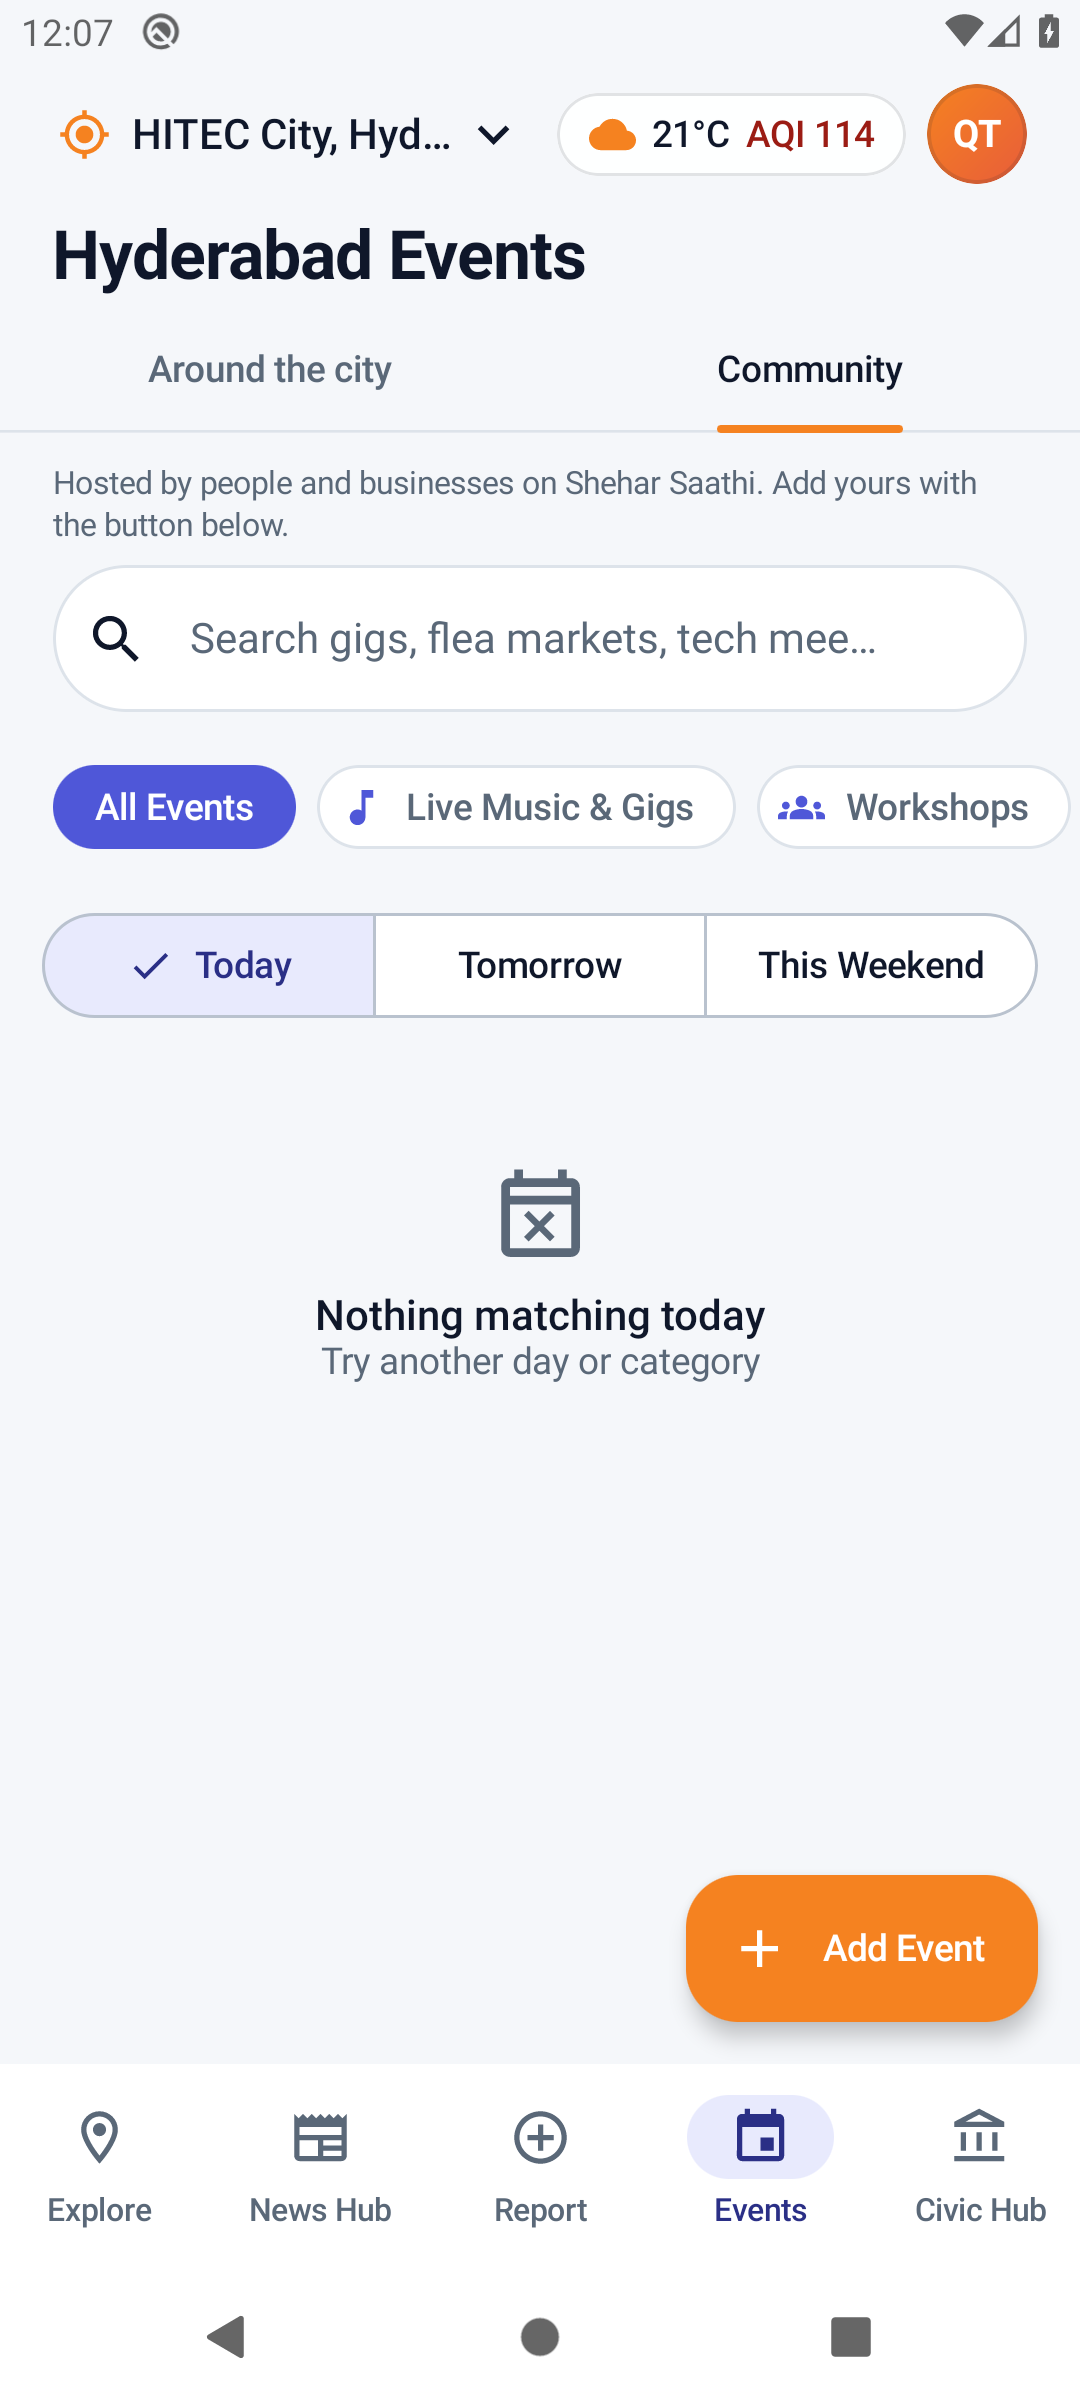 12:07
HITEC City, Hyd...
21°C AQI 114
QT
Hyderabad Events
Around the city
Community
Hosted by people and businesses on Shehar Saathi. Add yours with
the button below.
Search gigs, flea markets, tech mee...
All Events
Live Music & Gigs
Workshops
Today
Tomorrow
This Weekend
Nothing matching today
Try another day or category
Add Event
Explore
News Hub
Report
Events
Civic Hub